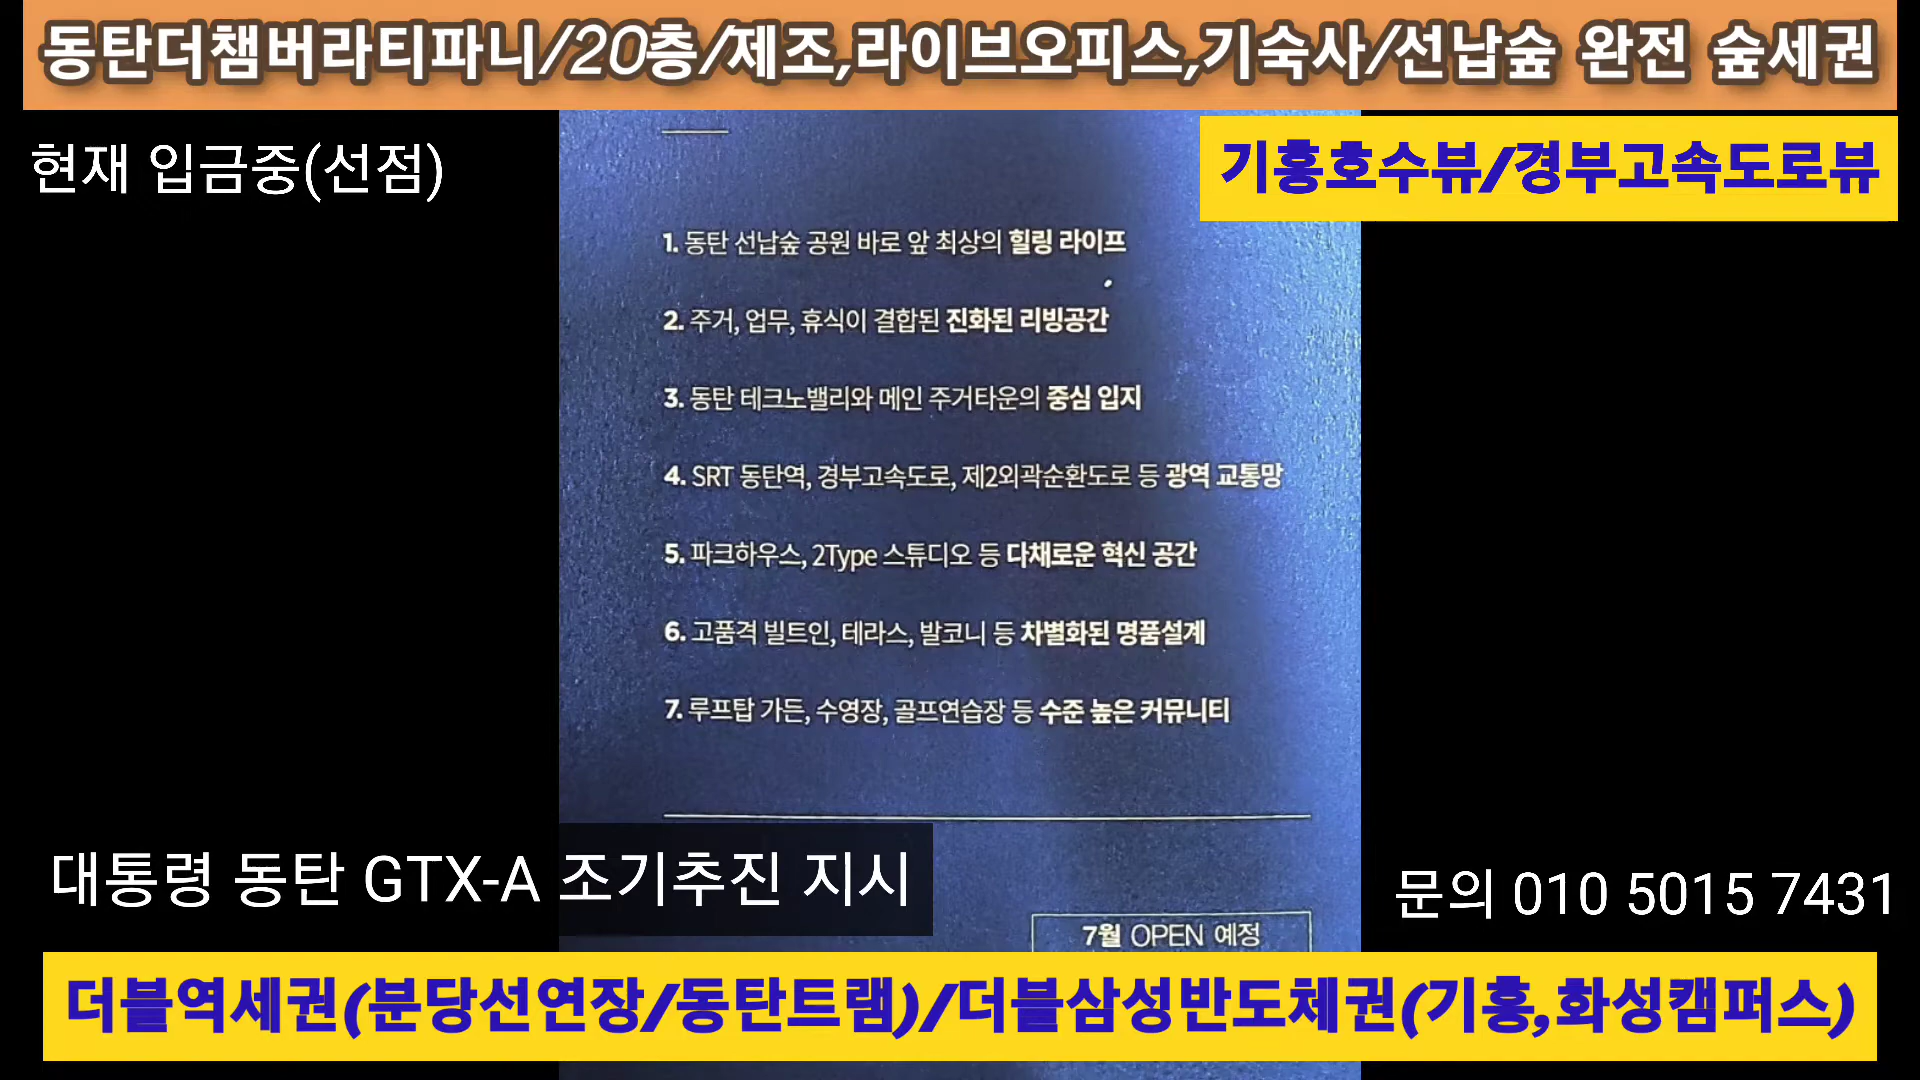 동탄더챔버라티파니/20층/제조,라이브오피스,기숙사/선납숲 완전 숲세권
현재 입금중(선점)
기흥호수뷰/경부고속도로뷰
1. 동탄 선납숲 공원 바로 앞 최상의 힐링 라이프
2. 주거, 업무, 휴식이 결합된 진화된 리빙공간
3. 동탄 테크노밸리와 메인 주거타운의 중심 입지
4. SRT 동탄역, 경부고속도로, 제2외곽순환도로 등 광역 교통망
5. 파크하우스, 2Type 스튜디오 등 다채로운 혁신 공간
6. 고품격 빌트인, 테라스, 발코니 등 차별화된 명품설계
7. 루프탑 가든, 수영장, 골프연습장 등 수준 높은 커뮤니티
대통령 동탄 GTX-A 조기추진 지시
문의 010 5015 7431
7월 OPEN 예정
더블역세권(분당선연장/동탄트램)/더블삼성반도체권(기흥,화성캠퍼스)